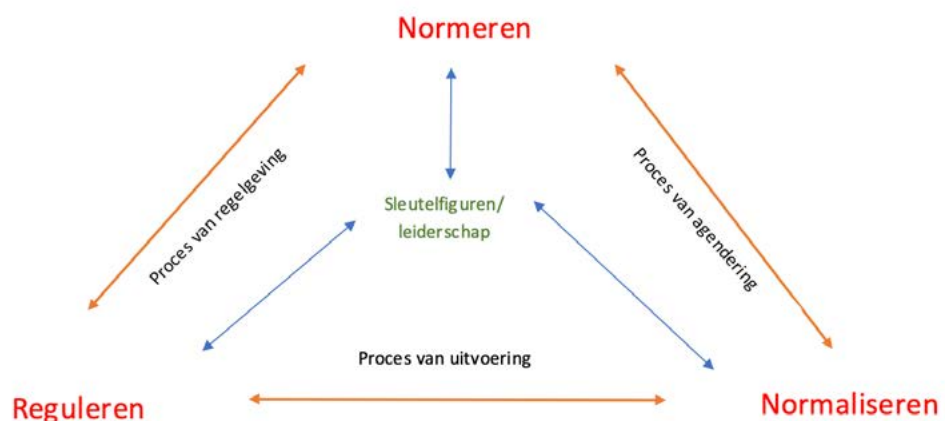 Normeren
Proces van regelgeving
Proces van agendering
Sleutelfiguren/
leiderschap
Proces van uitvoering
Reguleren
Normaliseren